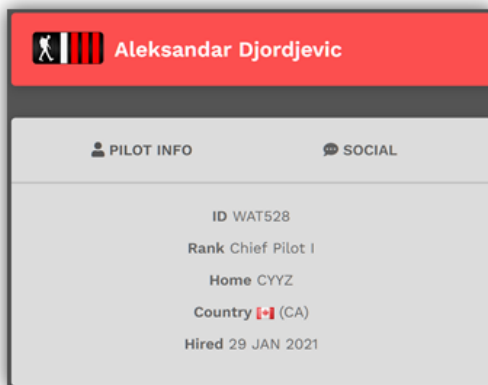 Aleksandar Djordjevic
PILOT INFO
SOCIAL
ID WAT528
Rank Chief Pilot I
Home CYYZ
Country (CA)
Hired 29 JAN 2021